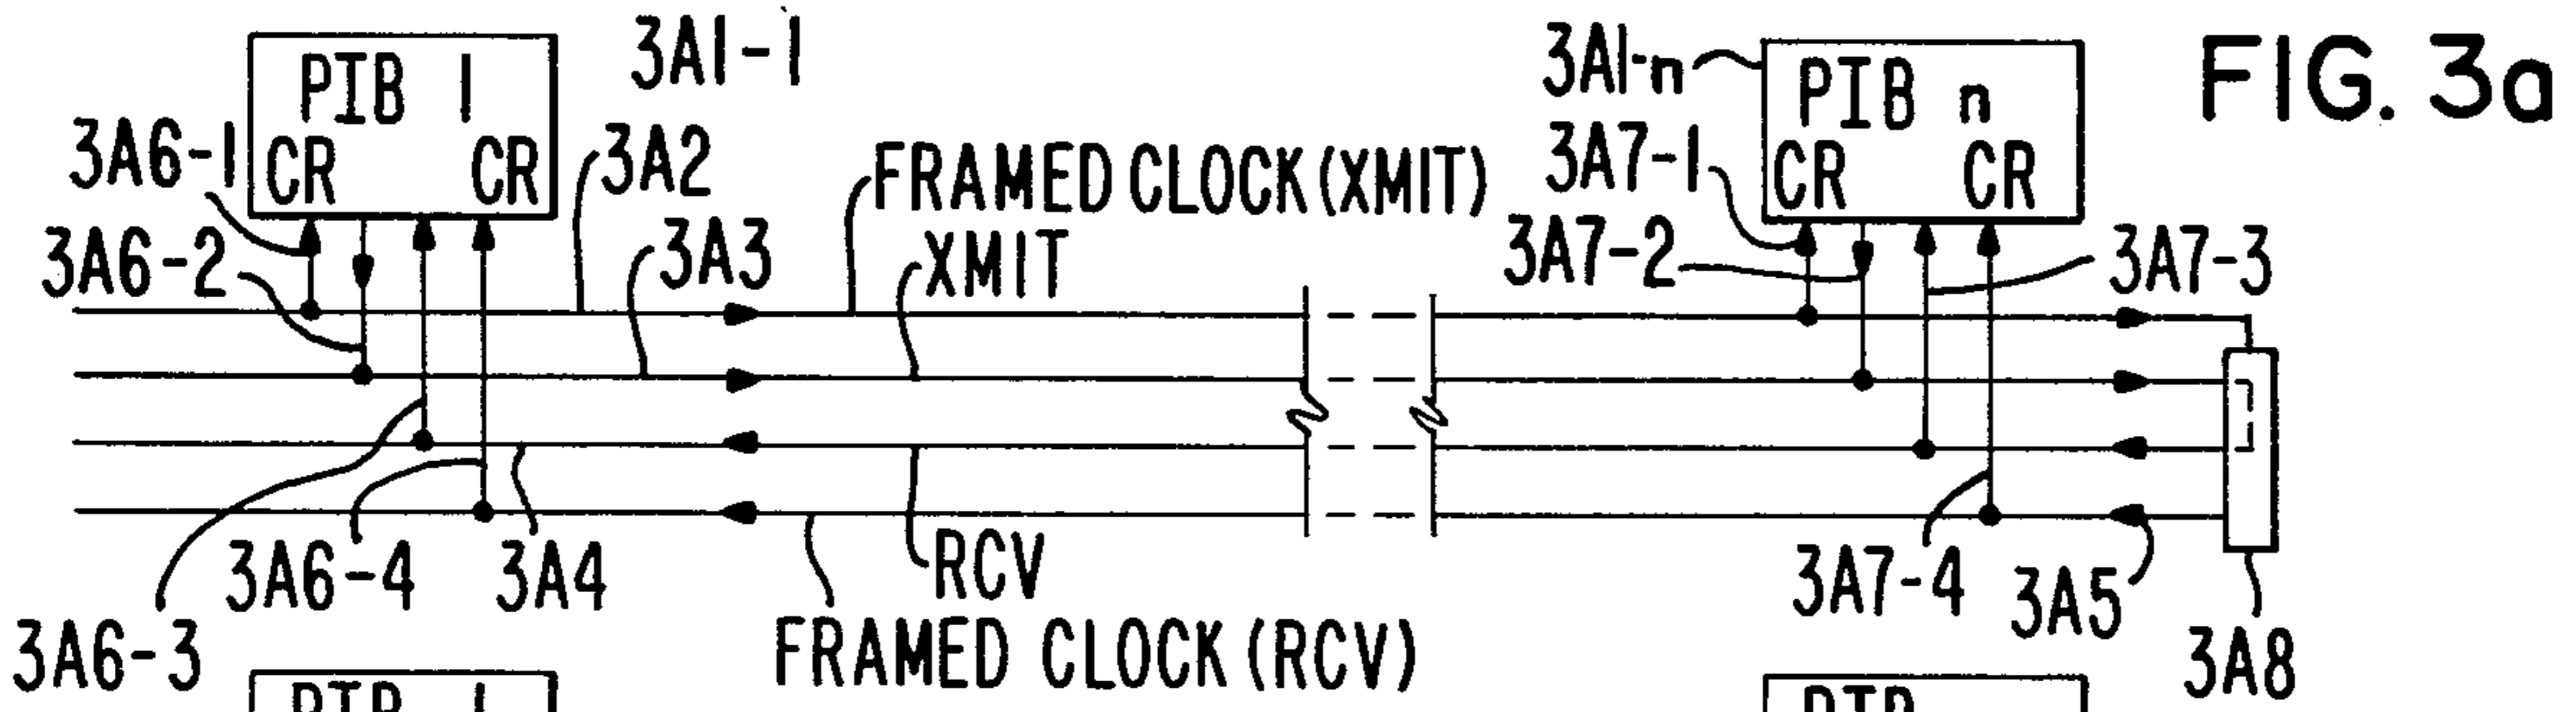 3A1-1
3A1-n
FIG. 3a
PIB 1
PIB n
3A6-1
CR CR
3A2
FRAMED CLOCK (XMIT)
3A7-1
CR CR
3A6-2
3A3
XMIT
3A7-2
3A7-3
3A6-3
3A6-4
3A4
RCV
FRAMED CLOCK (RCV)
3A7-4
3A5
3A8